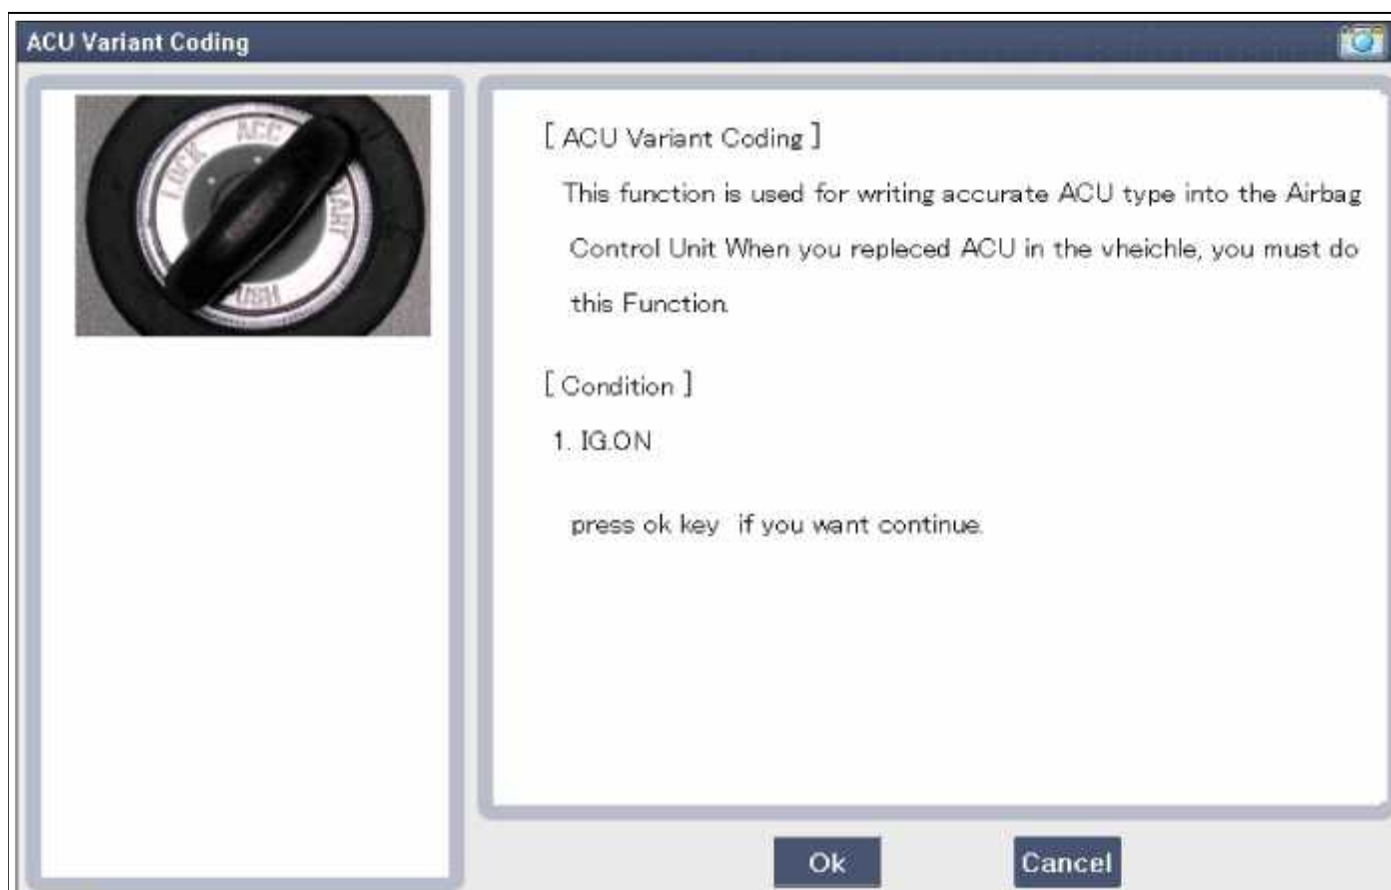 ACU Variant Coding
LOCK
ACC
START
PUSH
[ ACU Variant Coding ]
This function is used for writing accurate ACU type into the Airbag
Control Unit When you repleced ACU in the vheichle, you must do
this Function.
[ Condition ]
1. IG.ON
press ok key if you want continue.
Ok
Cancel